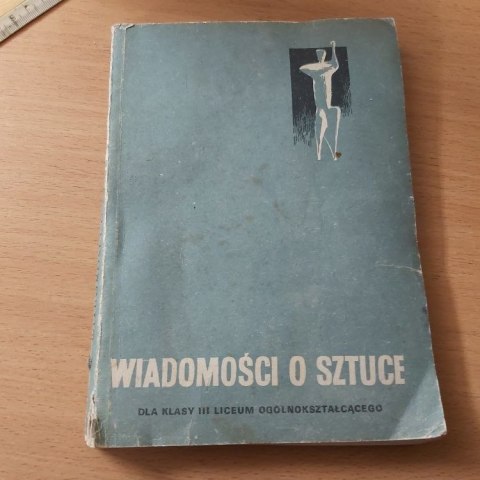 WIADOMOŚCI O SZTUCE
DLA KLASY III LICEUM OGÓLNOKSZTAŁCĄCEGO